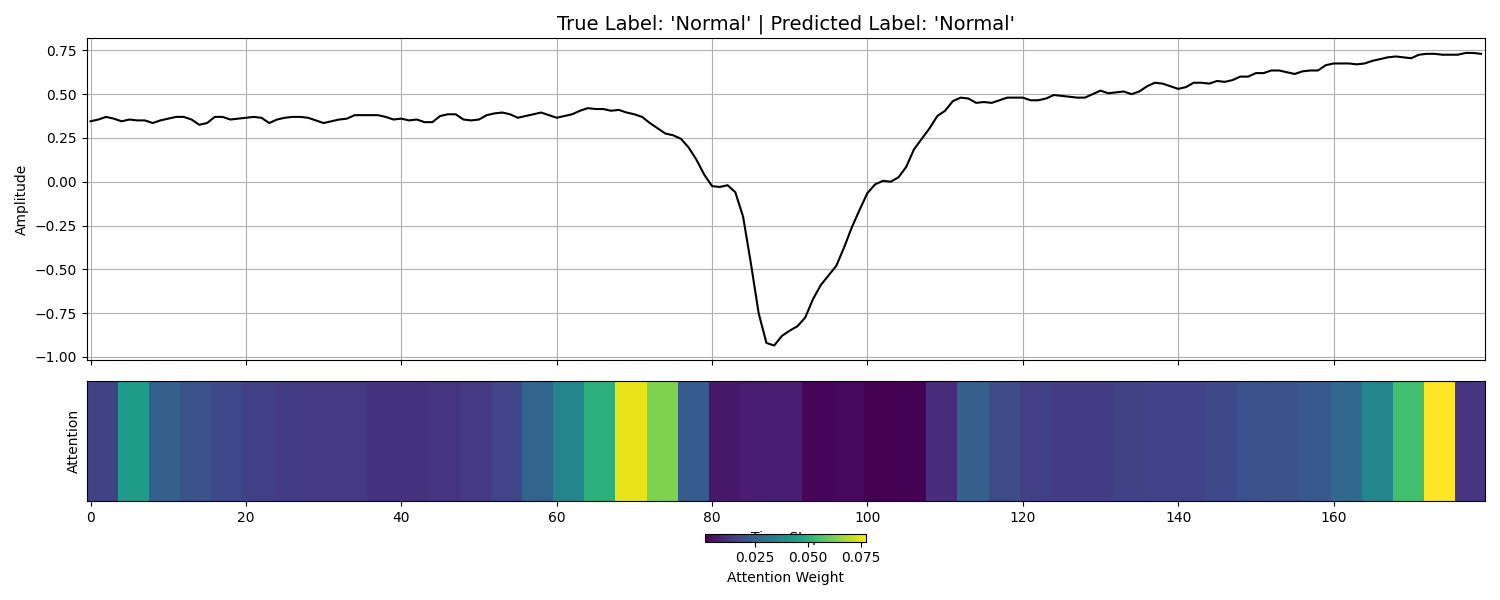 True Label: 'Normal' | Predicted Label: 'Normal'
0.75
0.50
0.25
0.00
−0.25
−0.50
−0.75
−1.00
Amplitude
Attention
0 20 40 60 80 100 120 140 160
0.025 0.050 0.075
Attention Weight